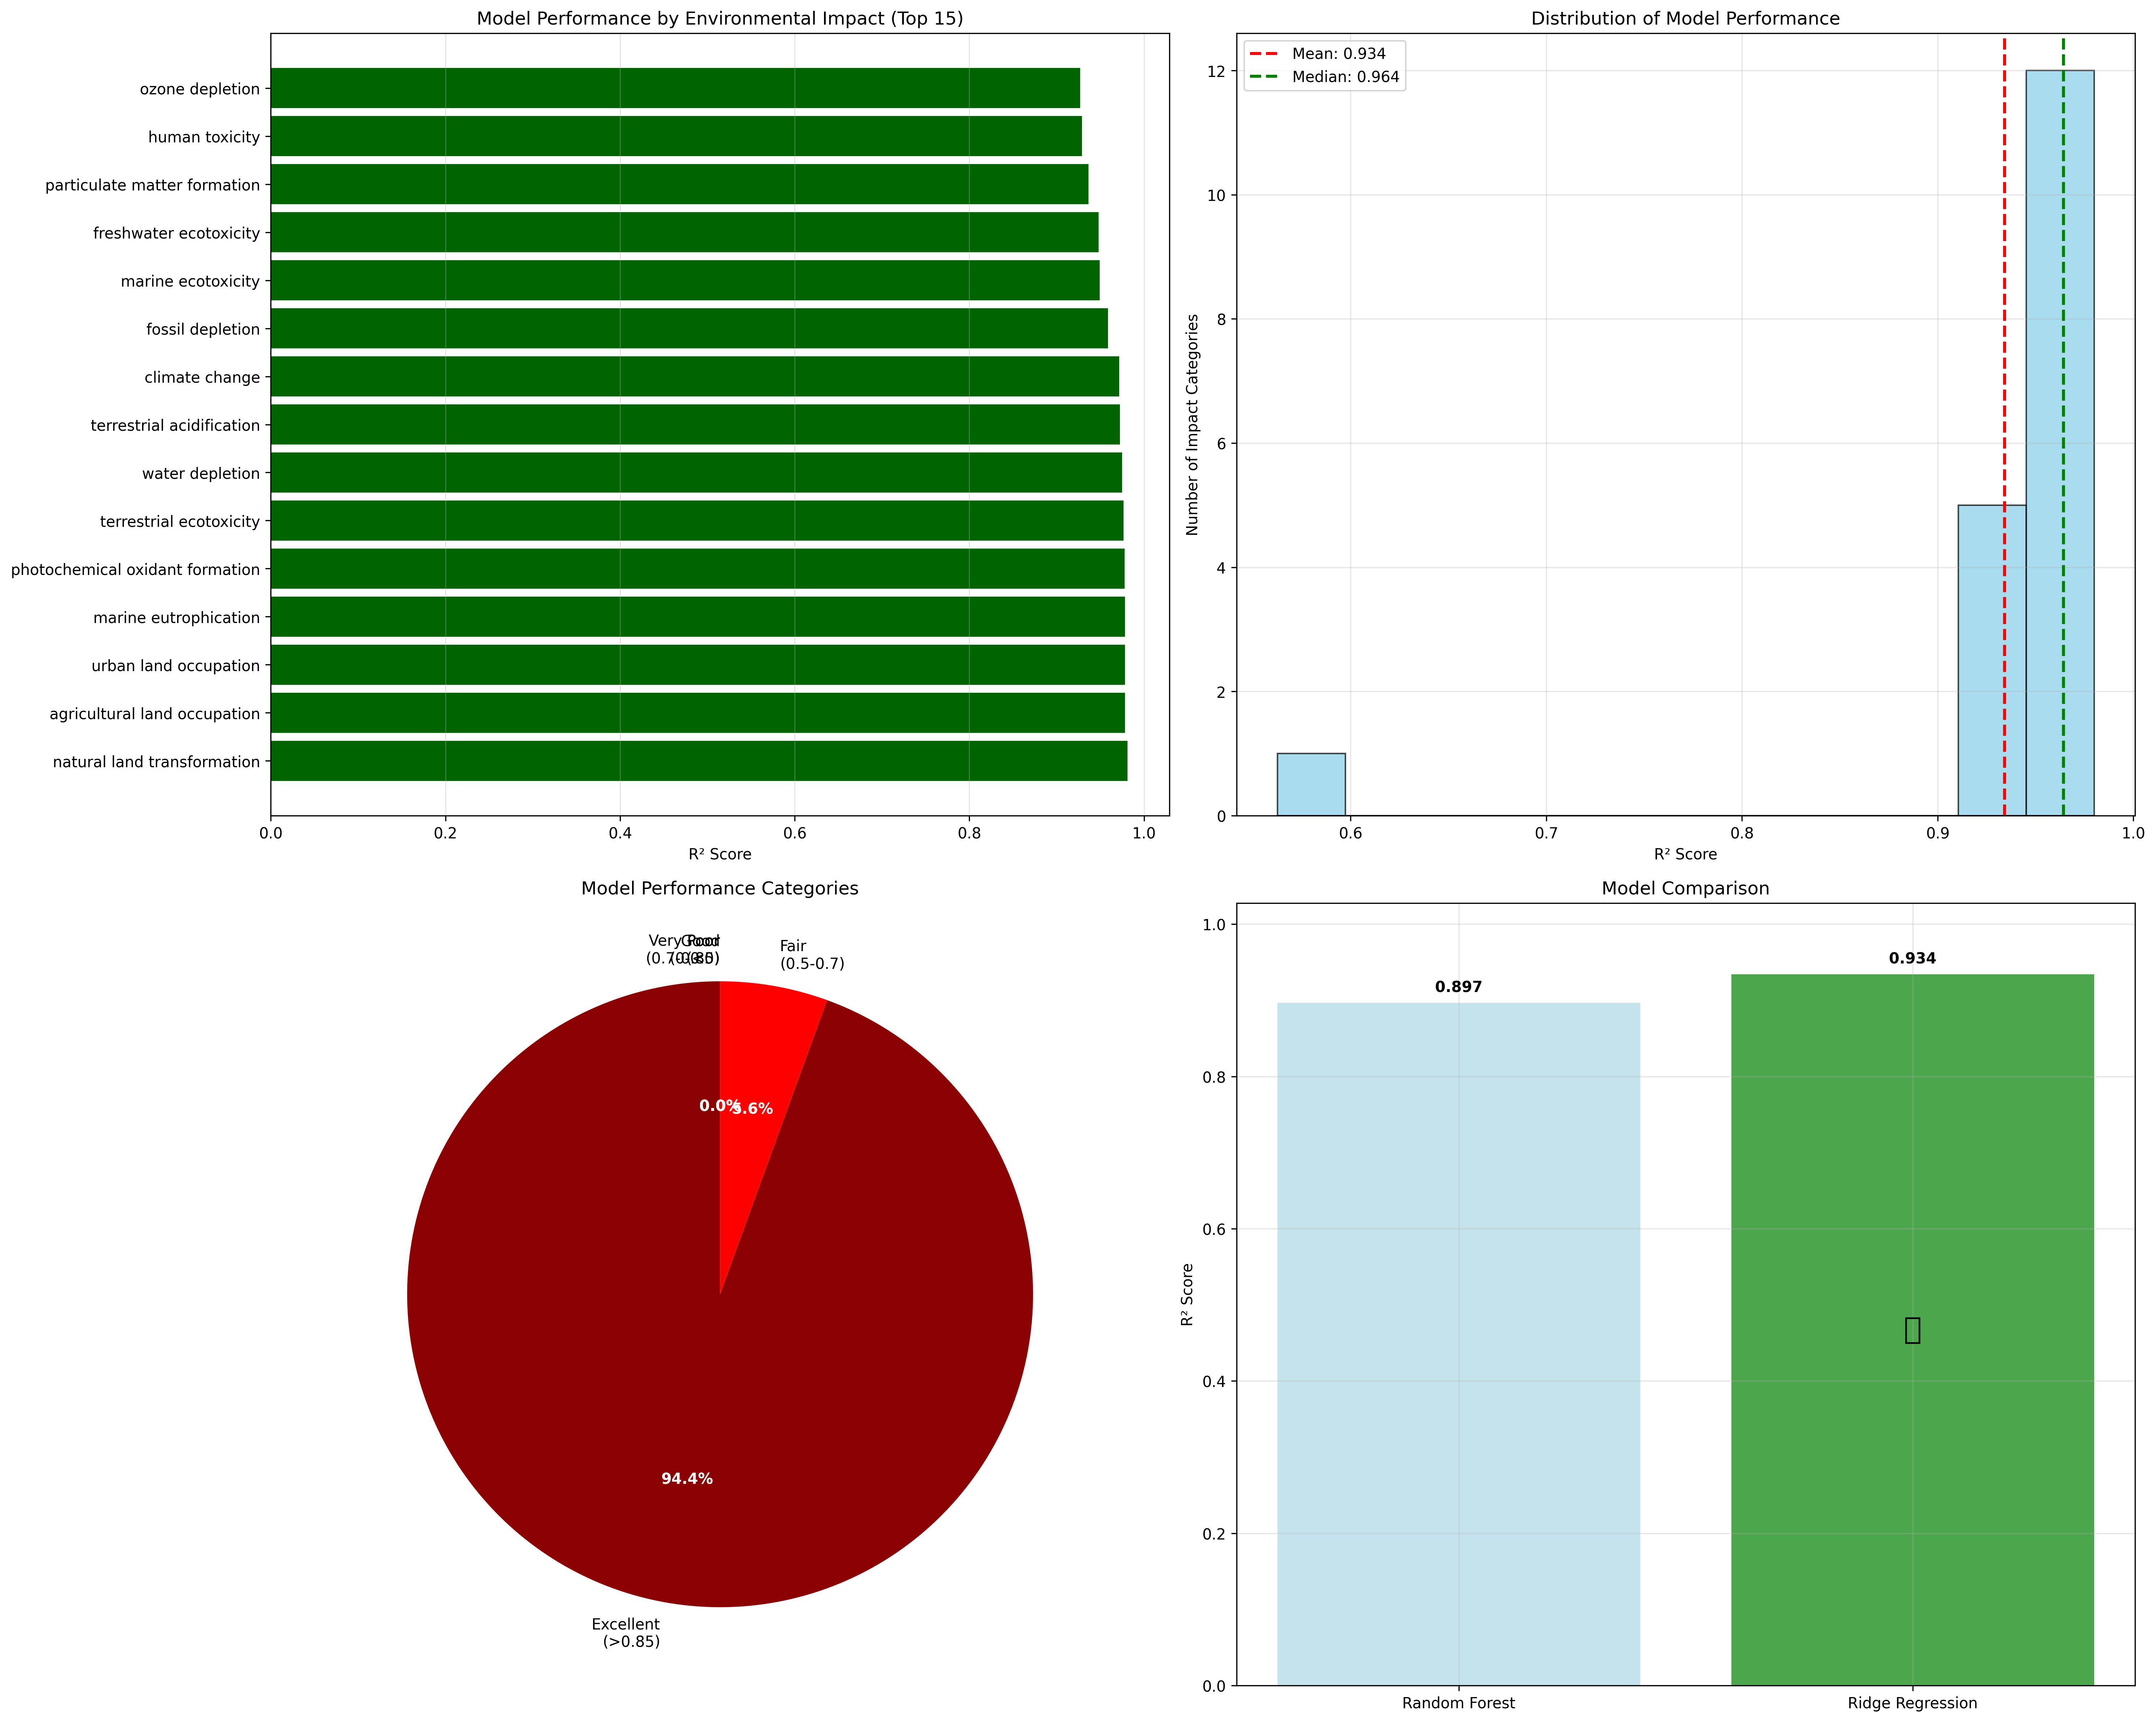 Model Performance by Environmental Impact (Top 15)
ozone depletion
human toxicity
particulate matter formation
freshwater ecotoxicity
marine ecotoxicity
fossil depletion
climate change
terrestrial acidification
water depletion
terrestrial ecotoxicity
photochemical oxidant formation
marine eutrophication
urban land occupation
agricultural land occupation
natural land transformation
0.0 0.2 0.4 0.6 0.8 1.0
R² Score
Distribution of Model Performance
Mean: 0.934
Median: 0.964
Number of Impact Categories
12
10
8
6
4
2
0
0.6 0.7 0.8 0.9 1.0
R² Score
Model Performance Categories
Very
Fair
(0.5-0.7)
5.6%
0.0%
94.4%
Excellent
(>0.85)
Model Comparison
R² Score
1.0
0.8
0.6
0.4
0.2
0.0
0.897
0.934
Random Forest
Ridge Regression